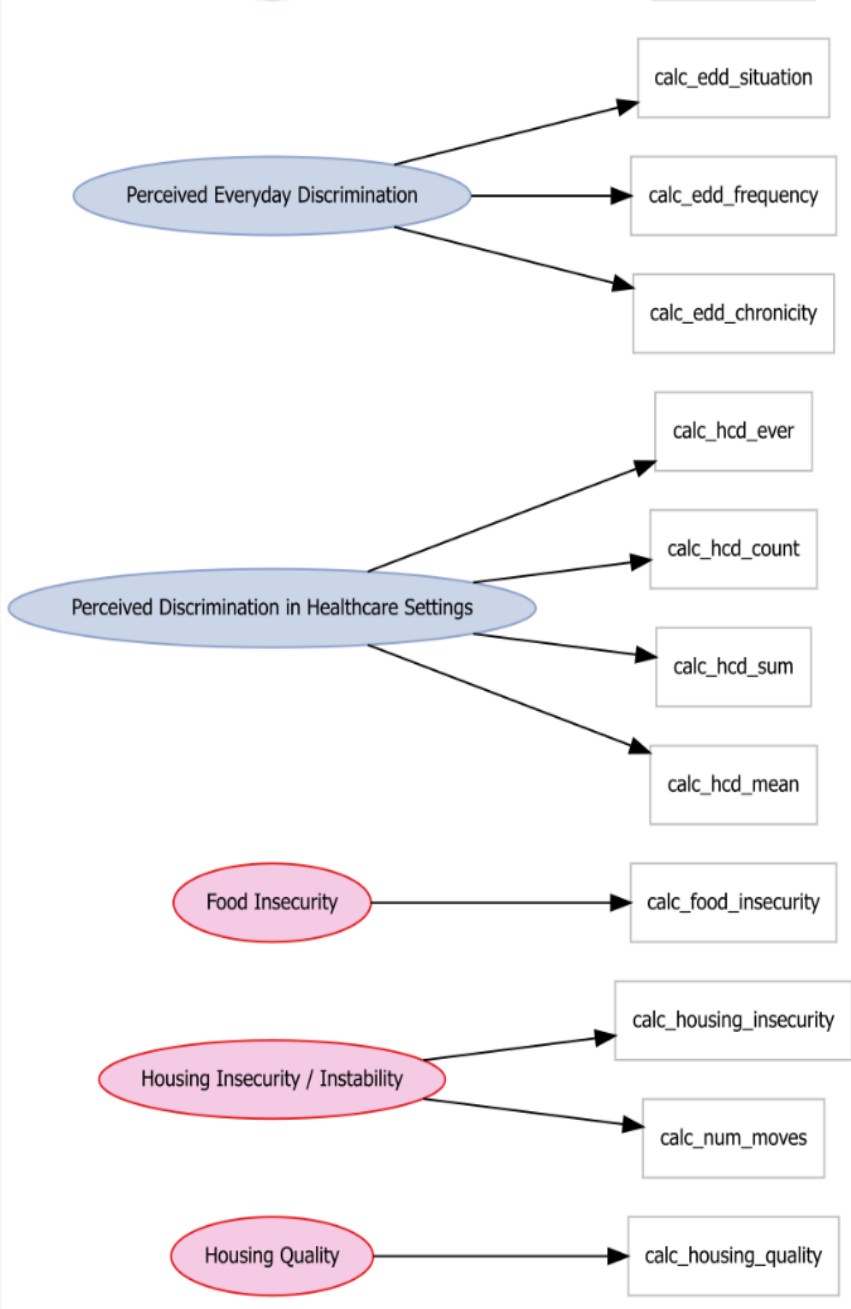 calc_edd_situation
Perceived Everyday Discrimination
calc_edd_frequency
calc_edd_chronicity
calc_hcd_ever
calc_hcd_count
Perceived Discrimination in Healthcare Settings
calc_hcd_sum
calc_hcd_mean
Food Insecurity
calc_food_insecurity
calc_housing_insecurity
Housing Insecurity / Instability
calc_num_moves
Housing Quality
calc_housing_quality